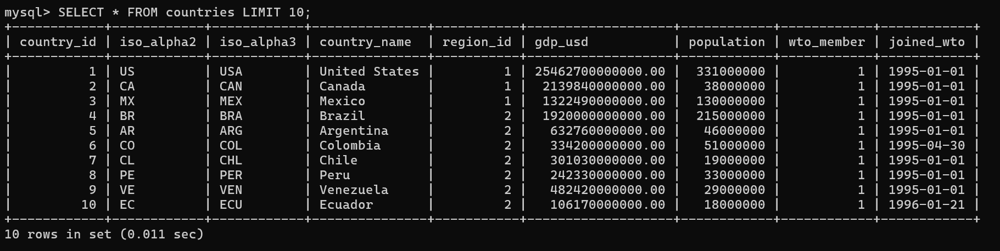 mysql> SELECT * FROM countries LIMIT 10;
+------------+------------+------------+---------------+-----------+-------------------+------------+------------+------------+
| country_id | iso_alpha2 | iso_alpha3 | country_name  | region_id | gdp_usd           | population | wto_member | joined_wto |
+------------+------------+------------+---------------+-----------+-------------------+------------+------------+------------+
|          1 | US         | USA        | United States |         1 | 25462700000000.00 |  331000000 |          1 | 1995-01-01 |
|          2 | CA         | CAN        | Canada        |         1 |  2139840000000.00 |   38000000 |          1 | 1995-01-01 |
|          3 | MX         | MEX        | Mexico        |         1 |  1322490000000.00 |  130000000 |          1 | 1995-01-01 |
|          4 | BR         | BRA        | Brazil        |         2 |  1920000000000.00 |  215000000 |          1 | 1995-01-01 |
|          5 | AR         | ARG        | Argentina     |         2 |   632760000000.00 |   46000000 |          1 | 1995-01-01 |
|          6 | CO         | COL        | Colombia      |         2 |   334200000000.00 |   51000000 |          1 | 1995-04-30 |
|          7 | CL         | CHL        | Chile         |         2 |   301030000000.00 |   19000000 |          1 | 1995-01-01 |
|          8 | PE         | PER        | Peru          |         2 |   242330000000.00 |   33000000 |          1 | 1995-01-01 |
|          9 | VE         | VEN        | Venezuela     |         2 |   482420000000.00 |   29000000 |          1 | 1995-01-01 |
|         10 | EC         | ECU        | Ecuador       |         2 |   106170000000.00 |   18000000 |          1 | 1996-01-21 |
+------------+------------+------------+---------------+-----------+-------------------+------------+------------+------------+
10 rows in set (0.011 sec)